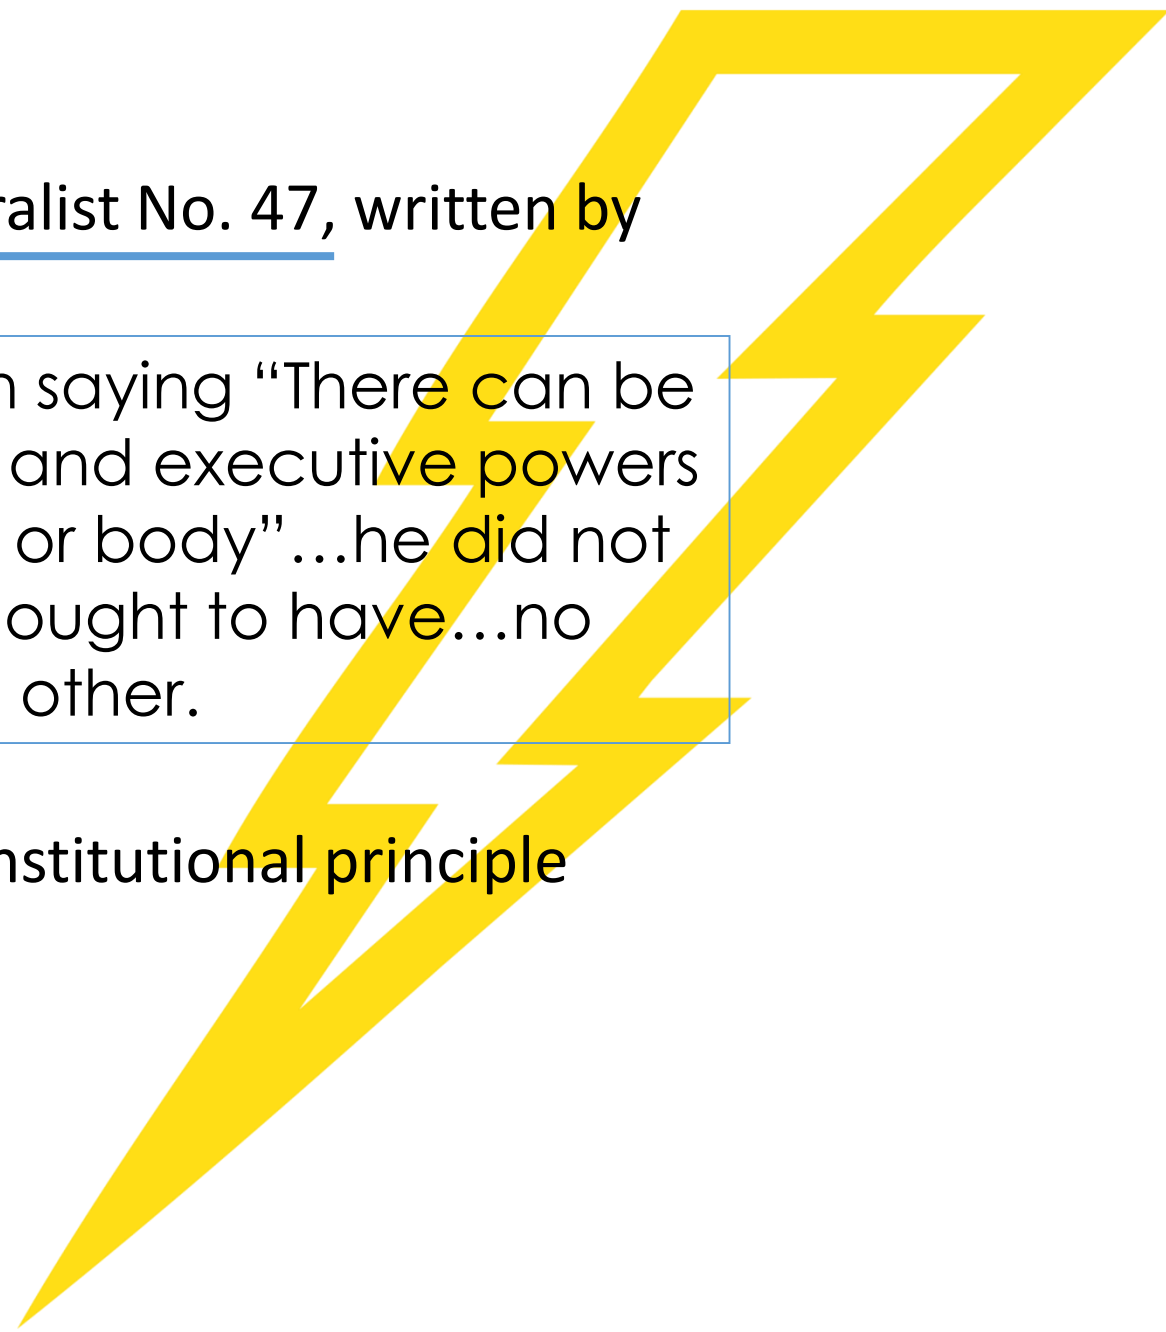 ralist No. 47, written by
n saying “There can be
and executive powers
or body”…he did not
ought to have…no
other.
nstitutional principle